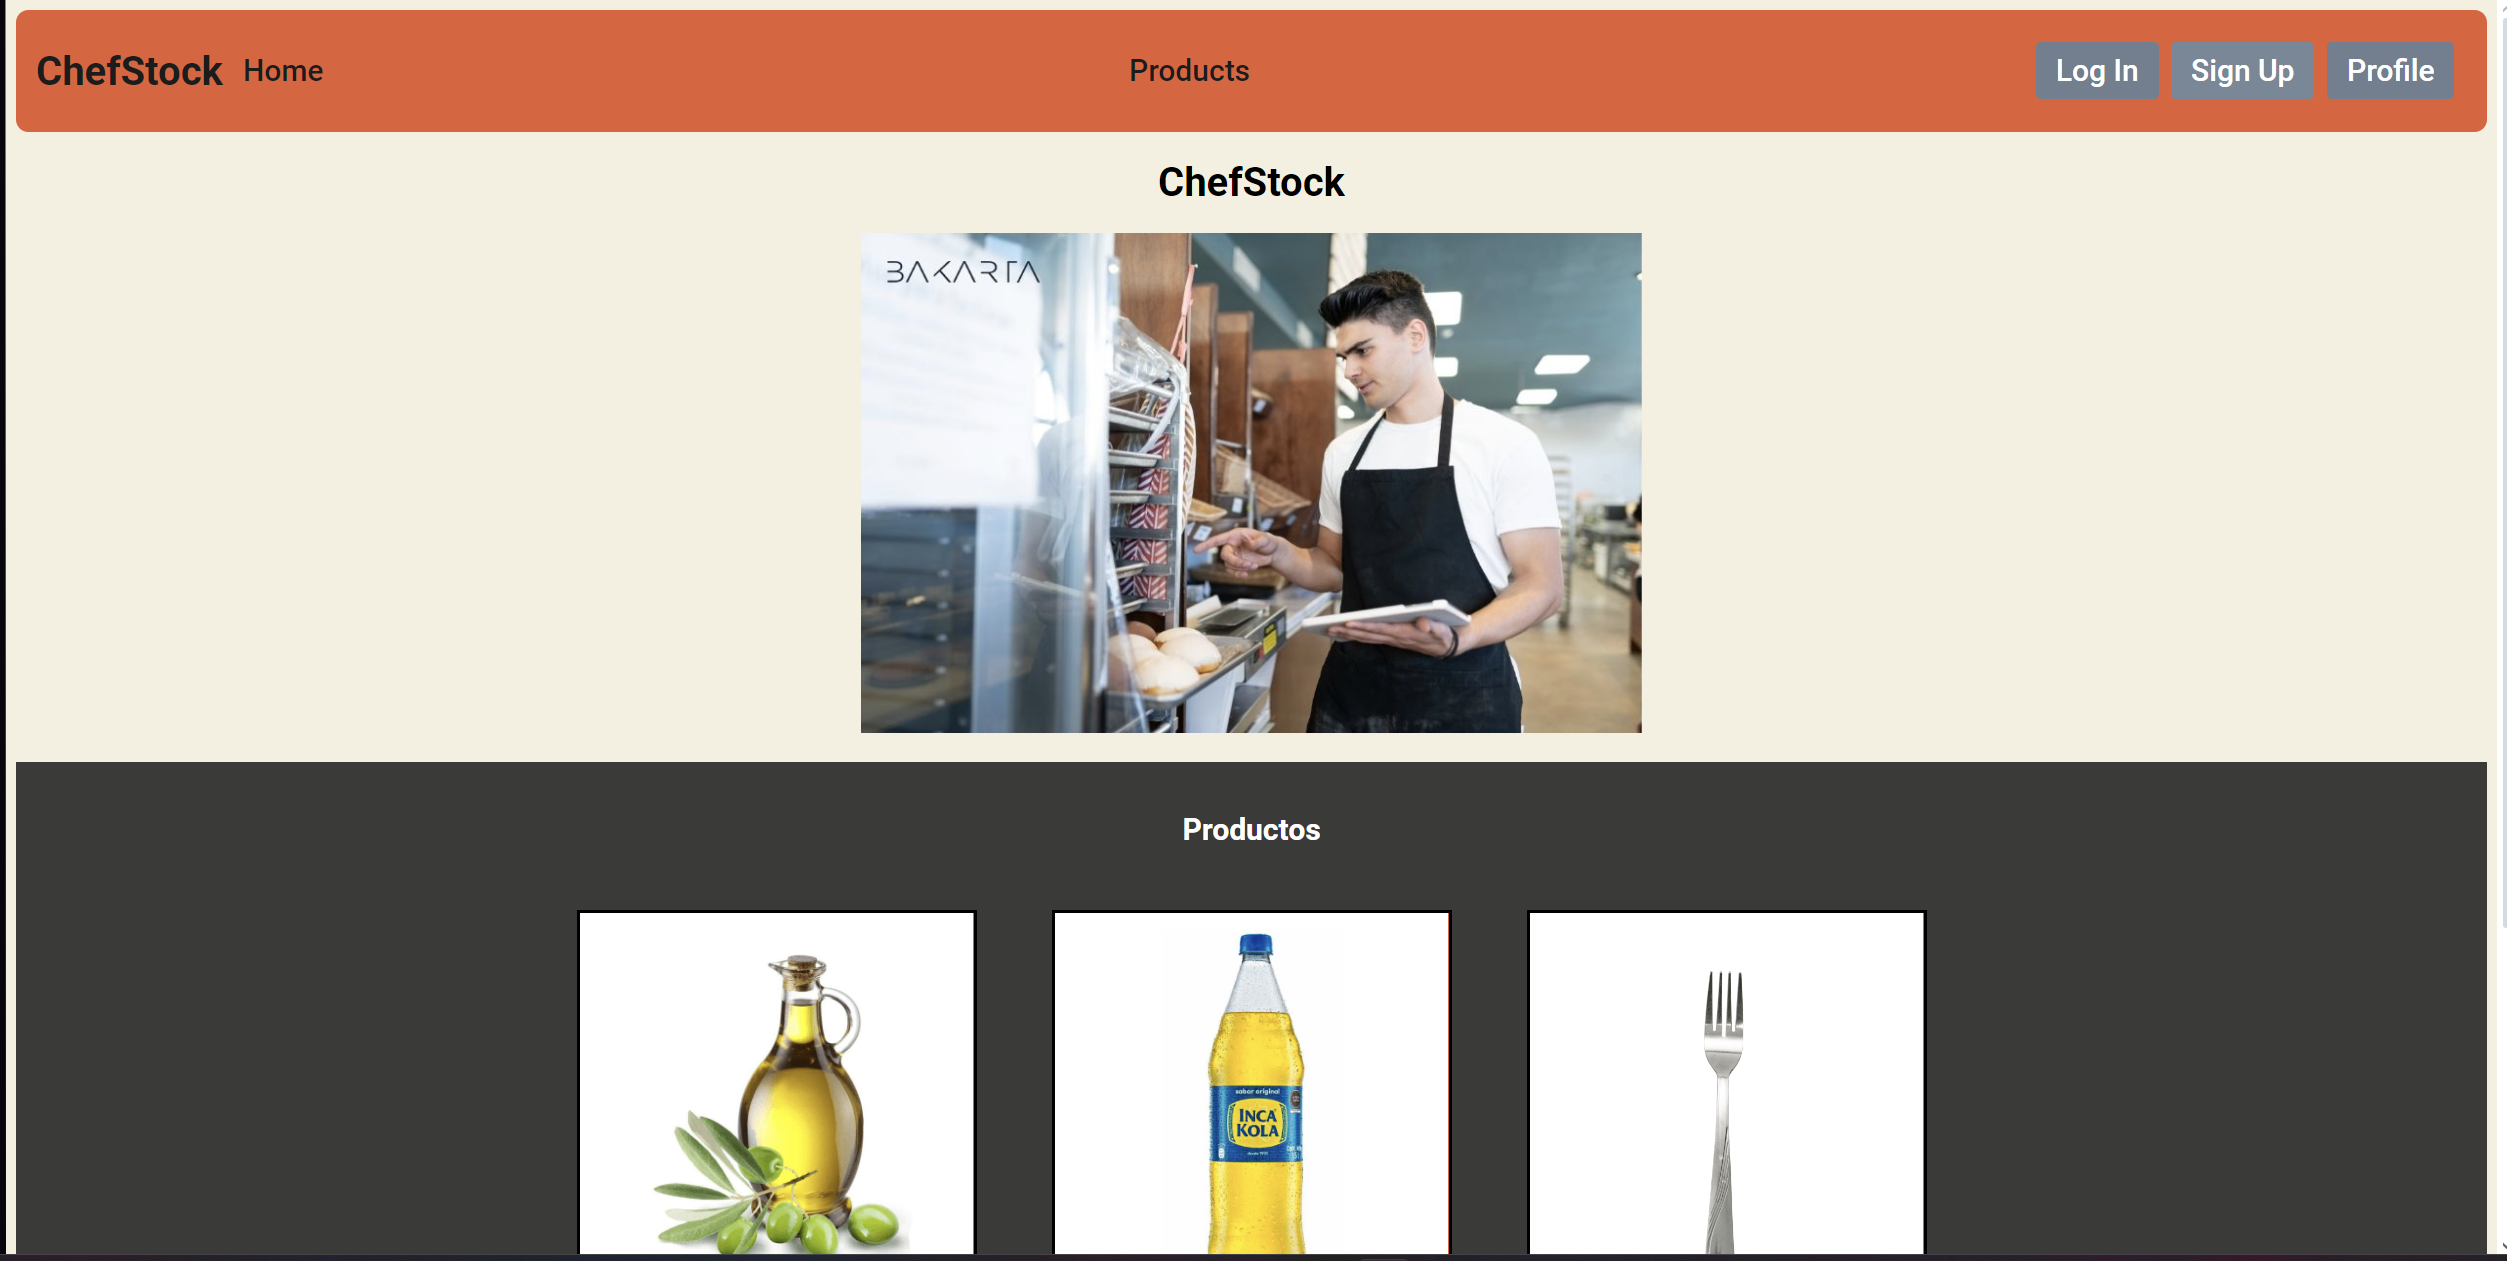 ChefStock Home Products Log In Sign Up Profile
ChefStock
BAKARTA
Productos
sabor original
INCA
KOLA